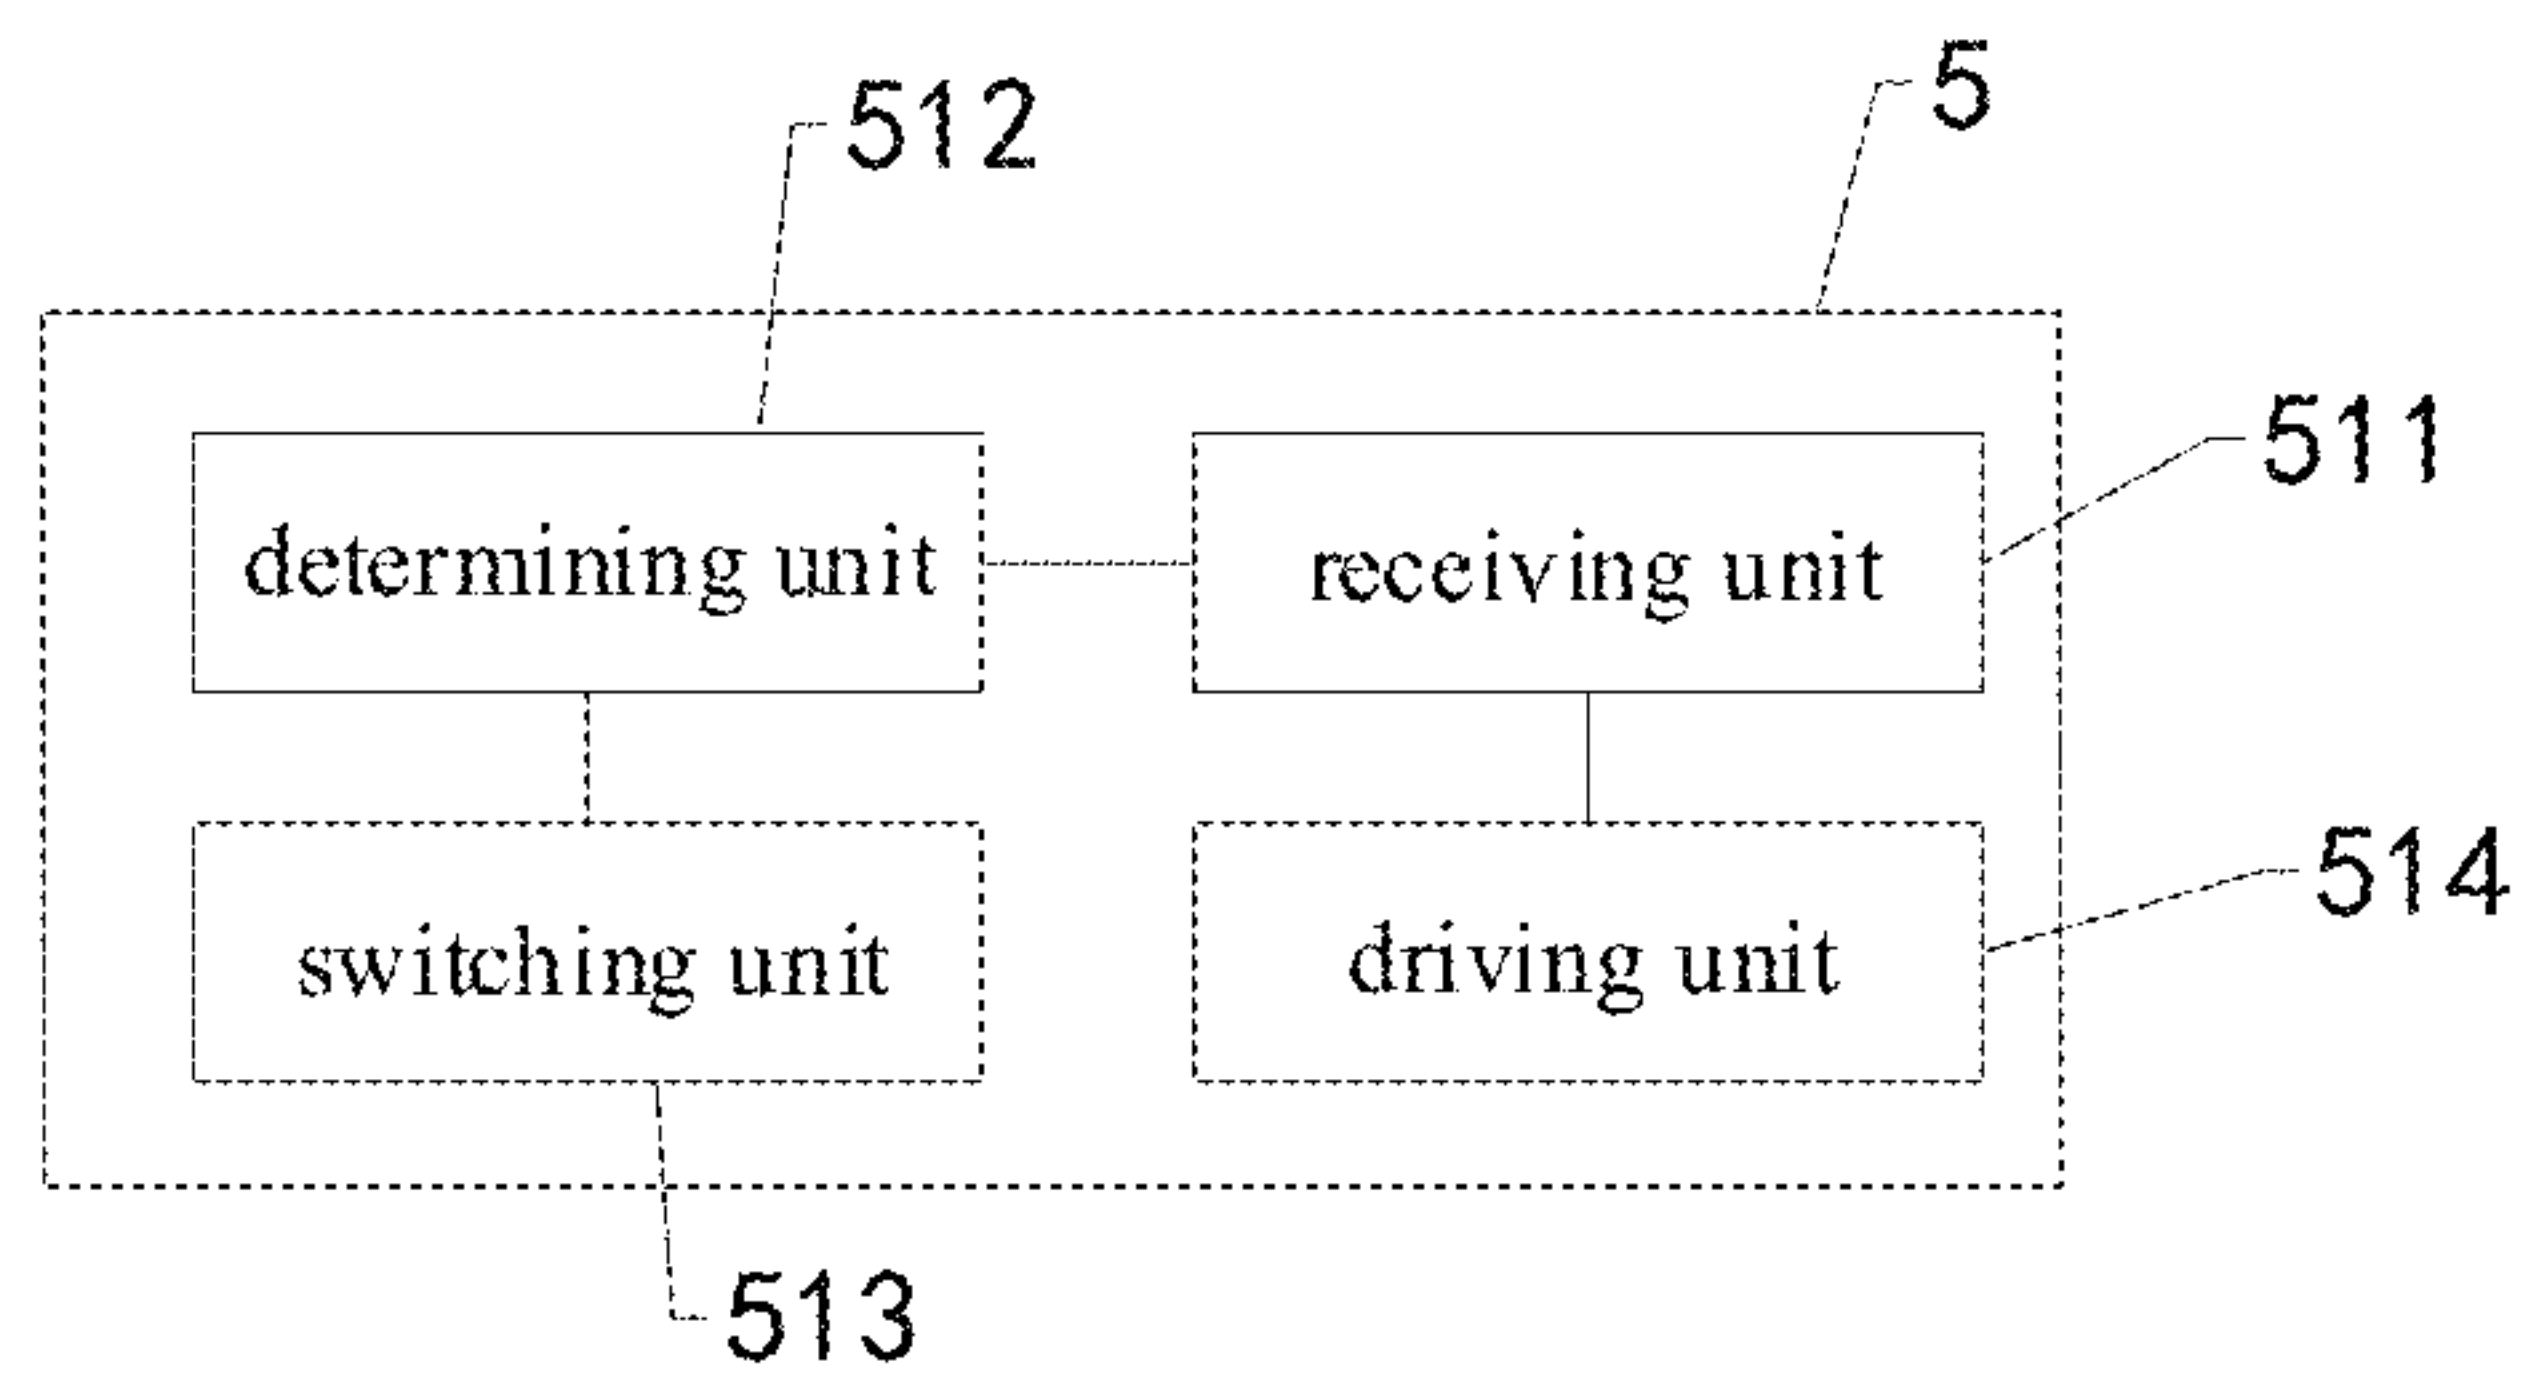 5
512
511
determining unit
receiving unit
514
switching unit
driving unit
513